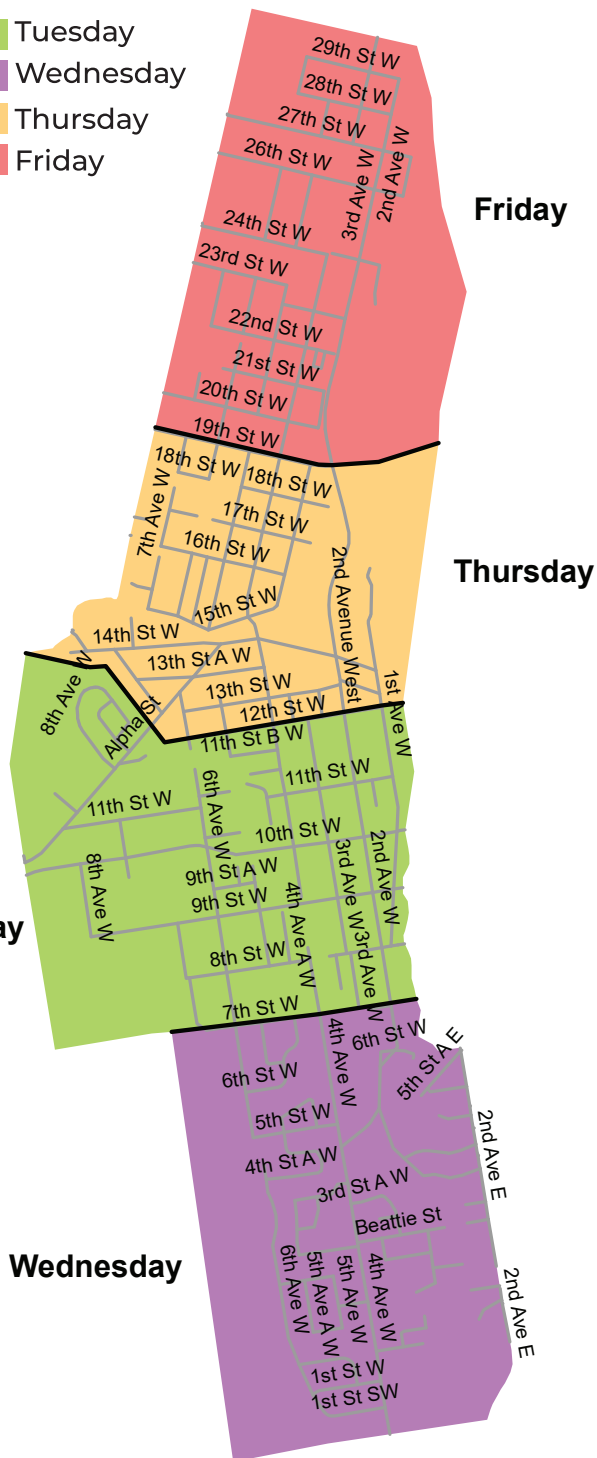 Tuesday
Wednesday
Thursday
Friday
29th St W
28th St W
27th St W
26th St W
3rd Ave W
2nd Ave W
Friday
24th St W
23rd St W
22nd St W
21st St W
20th St W
19th St W
18th St W
18th St W
7th Ave W
17th St W
16th St W
2nd Avenue West
Thursday
15th St W
14th St W
13th St A W
8th Ave W
13th St W
1st Ave W
12th St W
Alpha St
11th St B W
11th St W
6th Ave W
11th St W
10th St W
3rd Ave W
2nd Ave W
8th Ave W
9th St A W
9th St W
4th Ave A W
ay
3rd Ave W
8th St W
7th St W
4th Ave W
6th St W
5th St A E
6th St W
5th St W
2nd Ave E
4th St A W
3rd St A W
Beattie St
Wednesday
6th Ave W
5th Ave A W
5th Ave W
4th Ave W
2nd Ave E
1st St W
1st St SW